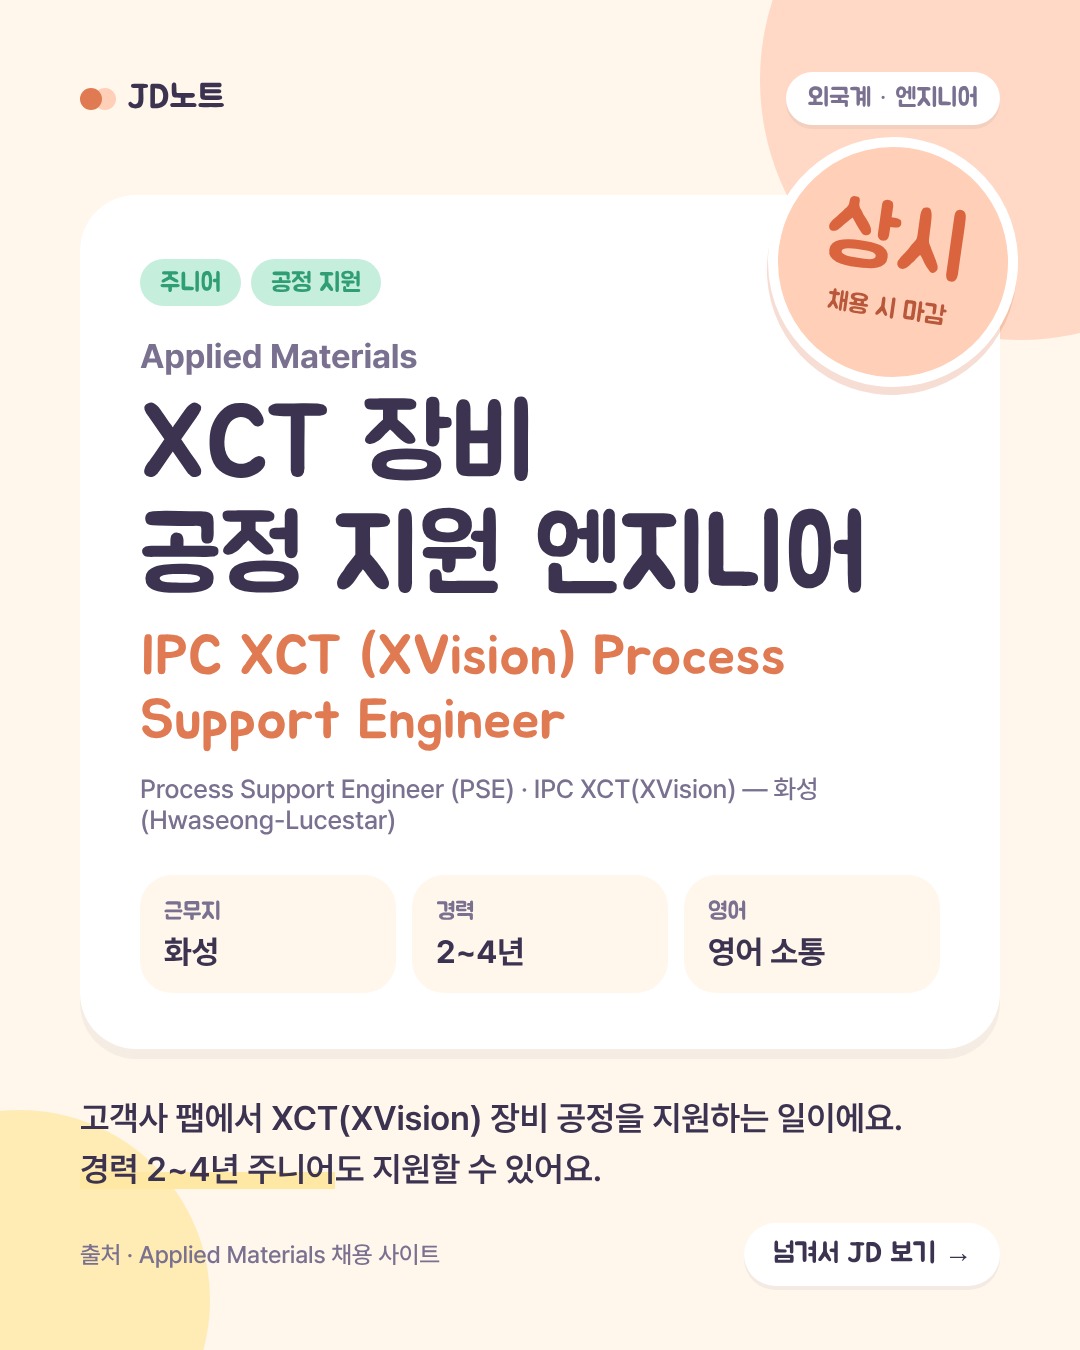 JD노트
외국계 · 엔지니어
상시
채용 시 마감
주니어
공정 지원
Applied Materials
XCT 장비
공정 지원 엔지니어
IPC XCT (XVision) Process
Support Engineer
Process Support Engineer (PSE) · IPC XCT(XVision) — 화성
(Hwaseong-Lucestar)
근무지
화성
경력
2~4년
영어
영어 소통
고객사 팹에서 XCT(XVision) 장비 공정을 지원하는 일이에요.
경력 2~4년 주니어도 지원할 수 있어요.
출처 · Applied Materials 채용 사이트
넘겨서 JD 보기 →